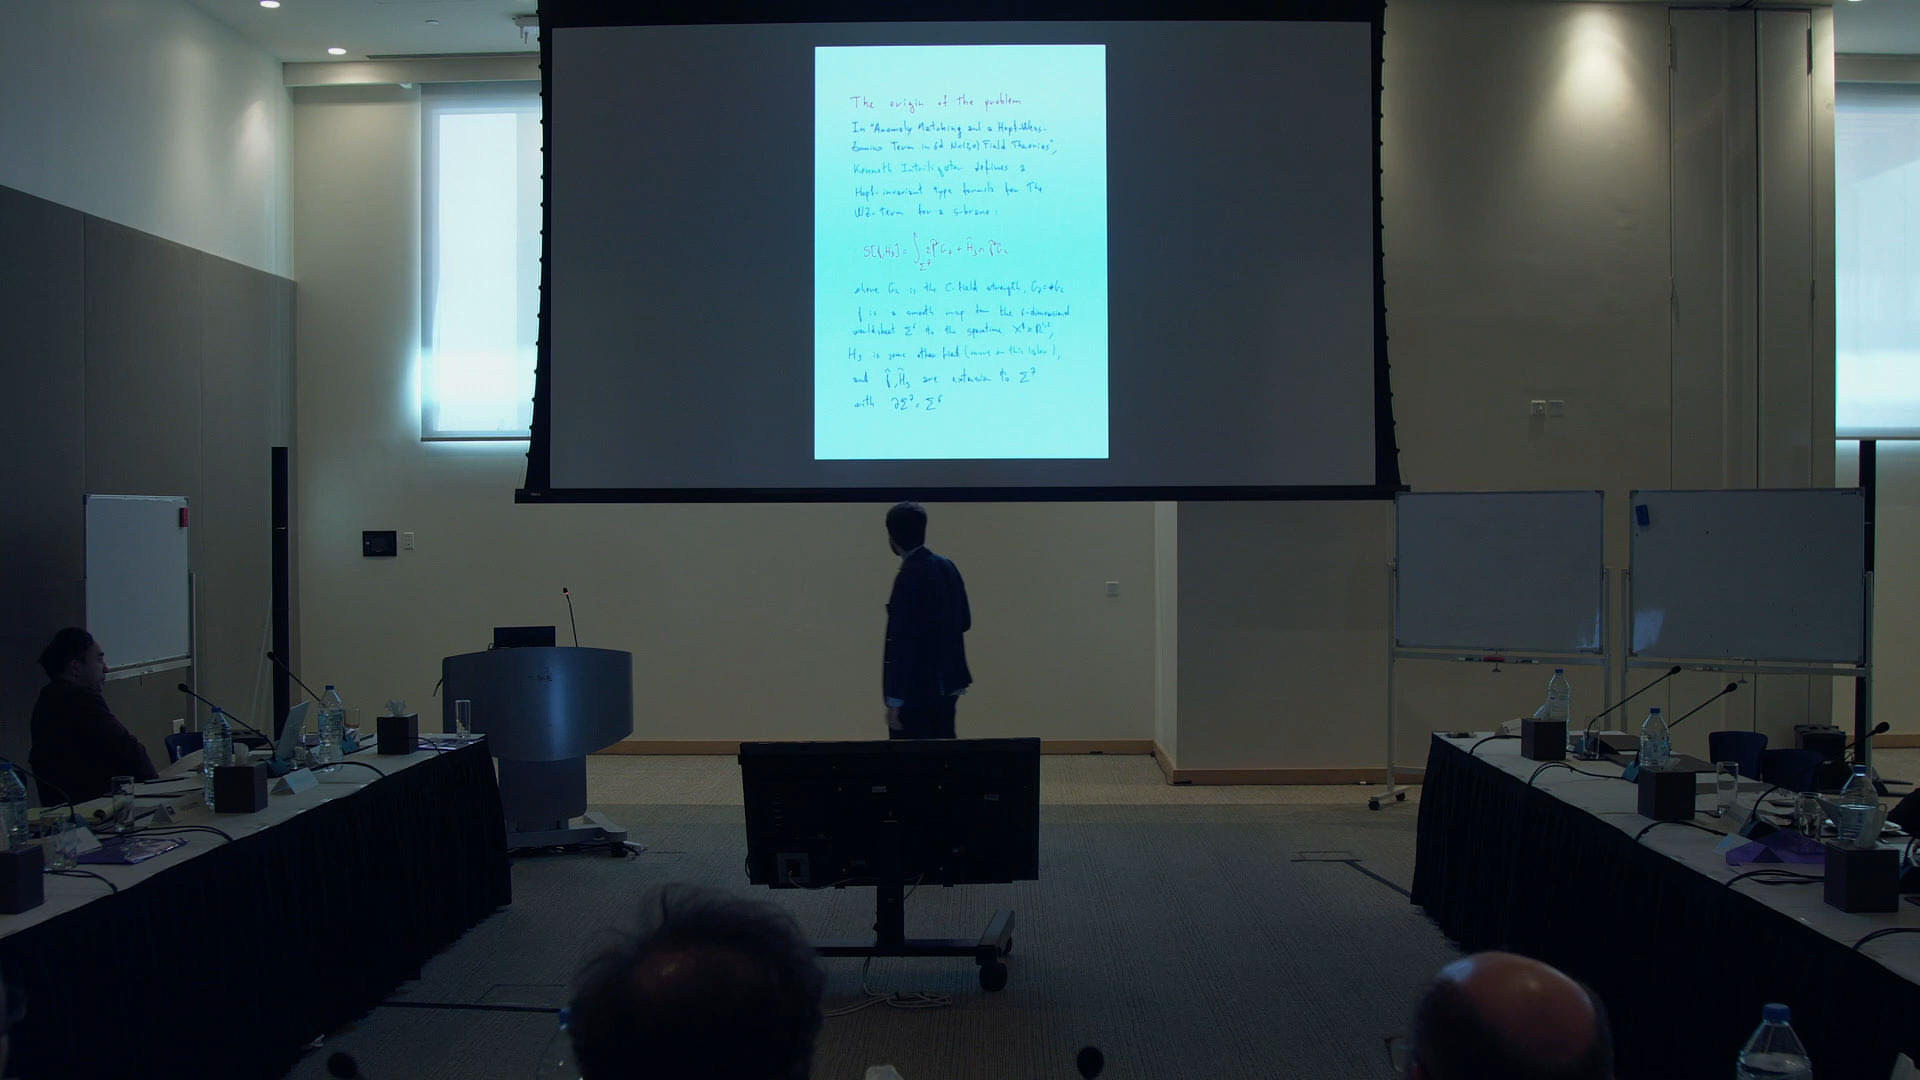 The origin of the problem
In "Anomaly Matching and a Hopf-Wess-
Zumino Term in 6d N=(2,0) Field Theories",
Kenneth Intriligator defines a
Hopf-invariant type formula for the
WZ-term for a 5-brane:
where G₄ is the C-field strength, G₇=*G₄
f is a smooth map from the 6-dimensional
worldsheet Σ⁶ to the spacetime
H₃ is some other field (more on this later),
and f̂, Ĥ₃ are extension to Σ⁷
with ∂Σ⁷ = Σ⁶